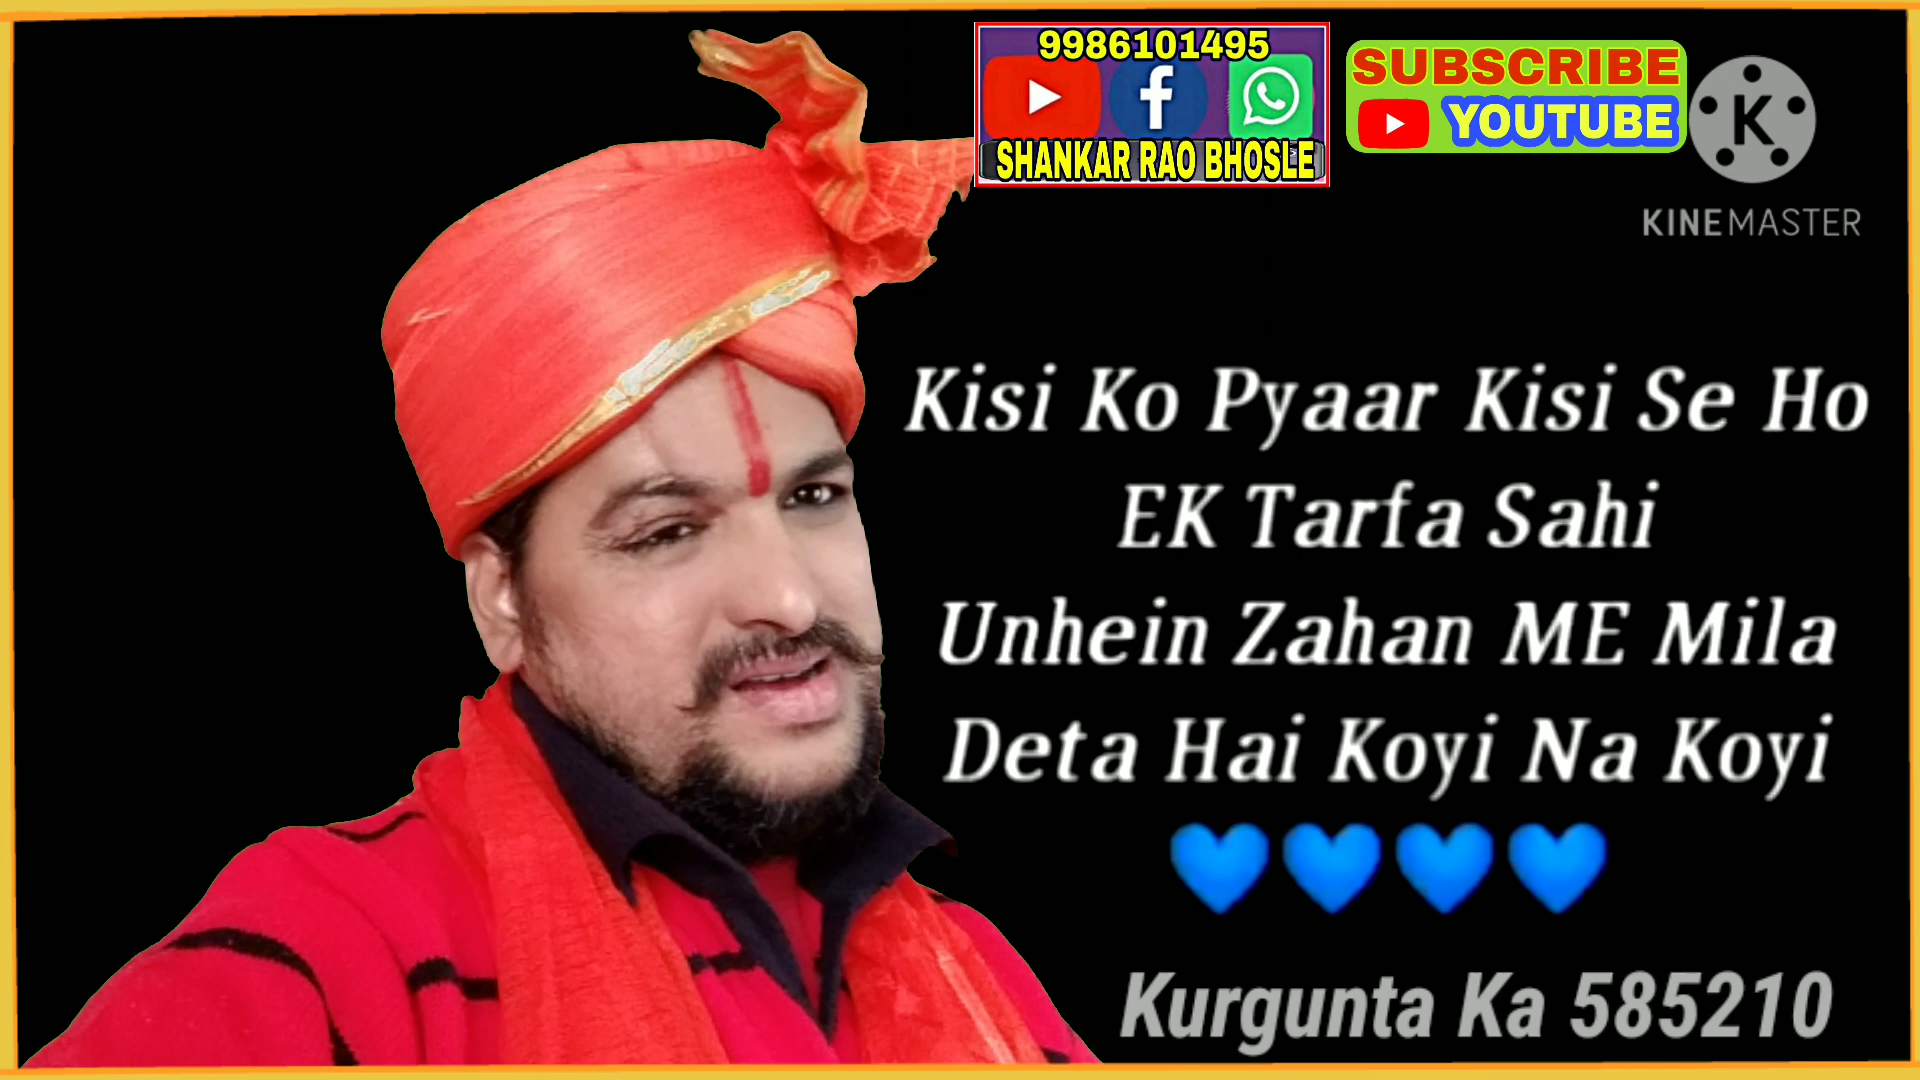 9986101495
SHANKAR RAO BHOSLE
SUBSCRIBE
YOUTUBE
K
KINEMASTER
Kisi Ko Pyaar Kisi Se Ho
EK Tarfa Sahi
Unhein Zahan ME Mila
Deta Hai Koyi Na Koyi
Kurgunta Ka 585210